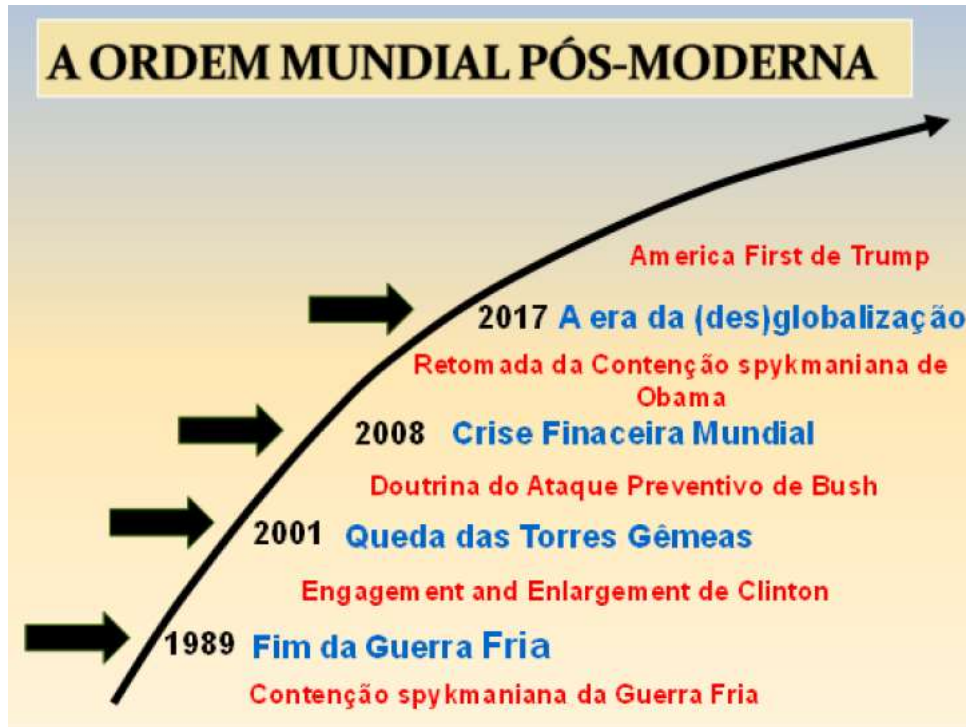 A ORDEM MUNDIAL PÓS-MODERNA
America First de Trump
2017 A era da (des)globalização
Retomada da Contenção spykmaniana de
Obama
2008 Crise Finaceira Mundial
Doutrina do Ataque Preventivo de Bush
2001 Queda das Torres Gêmeas
Engagement and Enlargement de Clinton
1989 Fim da Guerra Fria
Contenção spykmaniana da Guerra Fria